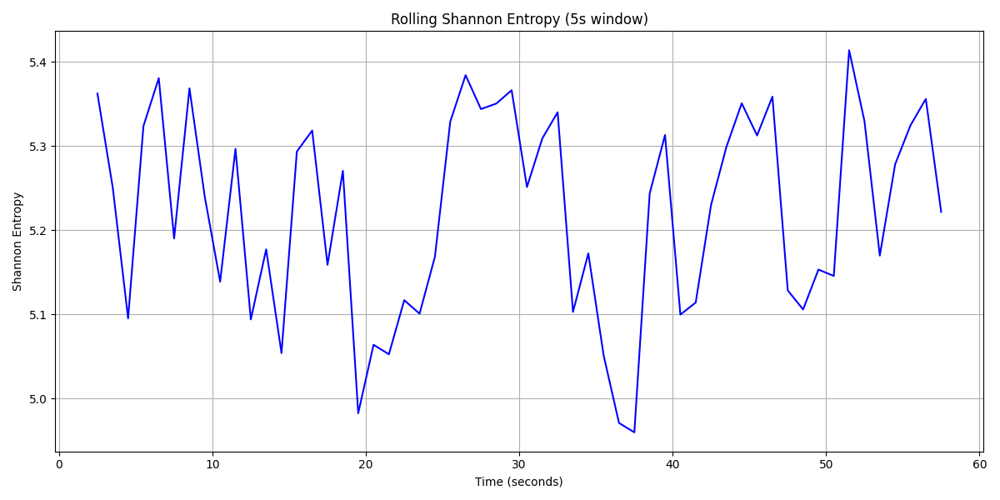 Rolling Shannon Entropy (5s window)
Shannon Entropy
5.4
5.3
5.2
5.1
5.0
0 10 20 30 40 50 60
Time (seconds)